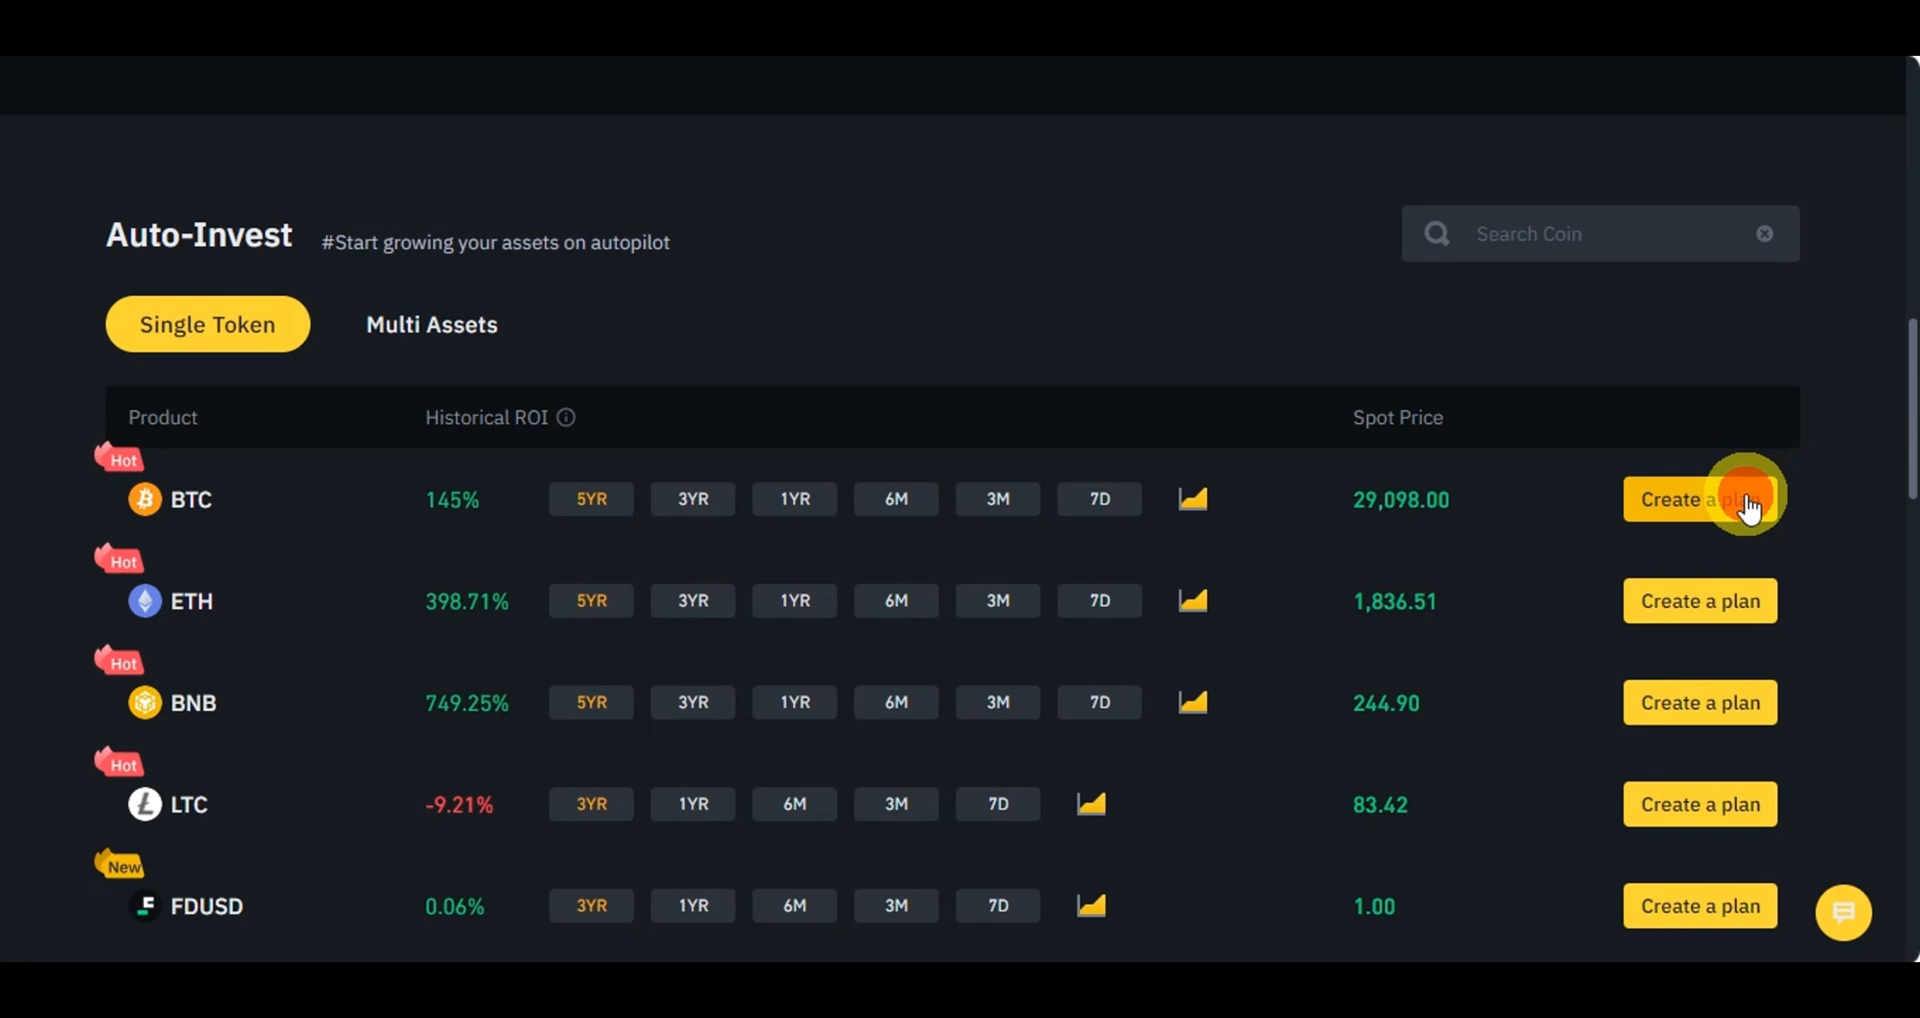 Auto-Invest #Start growing your assets on autopilot Search Coin
Single Token Multi Assets
Product Historical ROI Spot Price
Hot
BTC 145% 5YR 3YR 1YR 6M 3M 7D 29,098.00 Create a plan
Hot
ETH 398.71% 5YR 3YR 1YR 6M 3M 7D 1,836.51 Create a plan
Hot
BNB 749.25% 5YR 3YR 1YR 6M 3M 7D 244.90 Create a plan
Hot
LTC -9.21% 3YR 1YR 6M 3M 7D 83.42 Create a plan
New
FDUSD 0.06% 3YR 1YR 6M 3M 7D 1.00 Create a plan